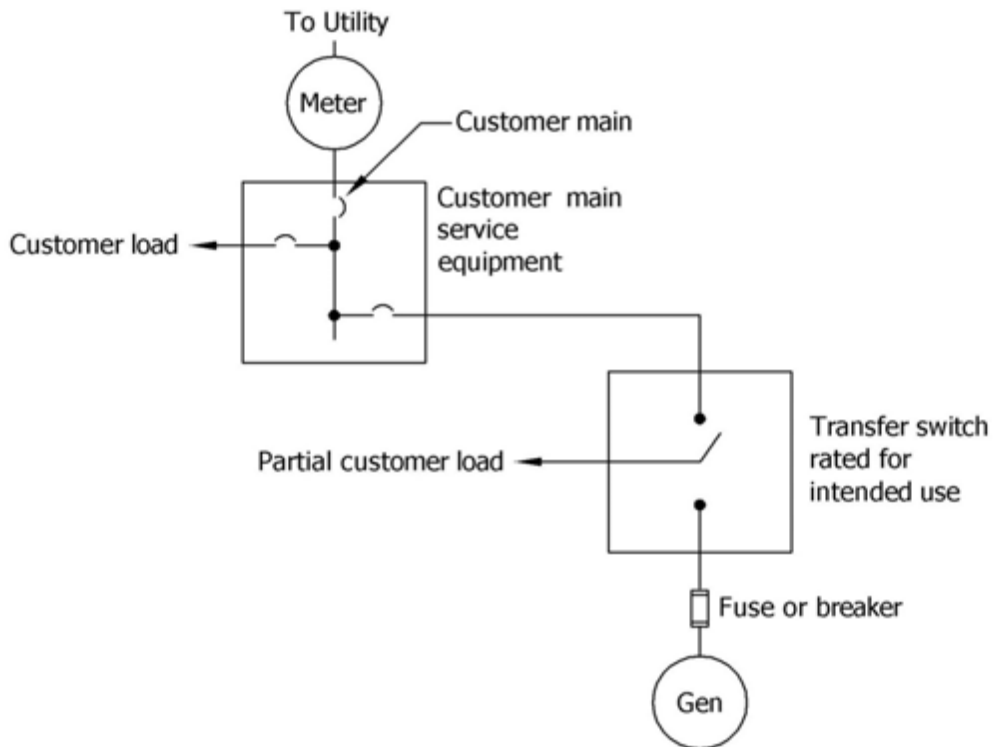 To Utility
Meter
Customer main
Customer main
service
equipment
Customer load
Partial customer load
Transfer switch
rated for
intended use
Fuse or breaker
Gen